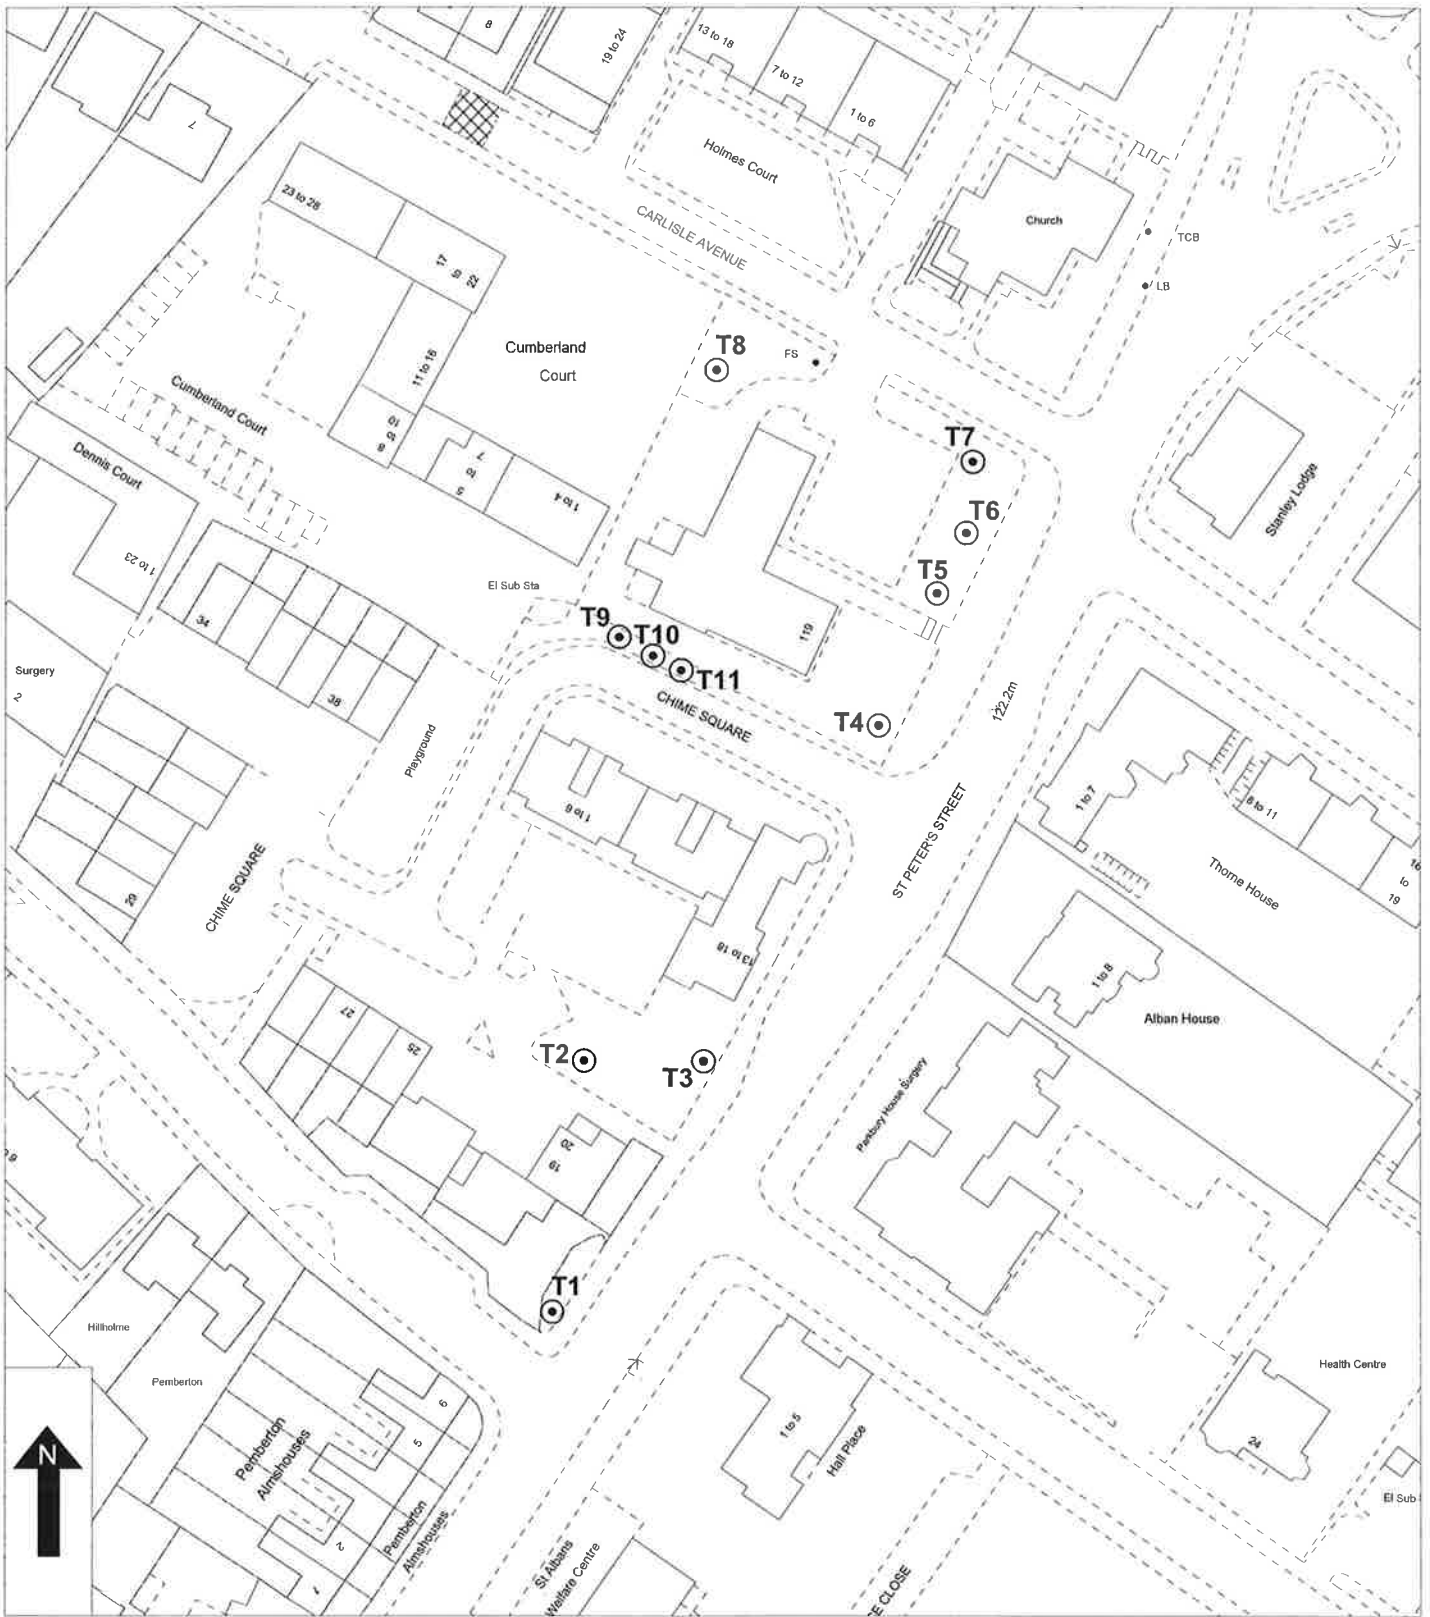 8
19 to 24
13 to 18
7 to 12
1 to 6
7
Holmes Court
Church
23 to 28
CARLISLE AVENUE
TCB
17
to
22
LB
Cumberland
Court
T8
FS
11 to 16
Cumberland Court
10
to
8
T7
7
to
5
1 to 4
Dennis Court
Stanley Lodge
T6
1 to 23
El Sub Sta
T5
T9
T10
119
34
Surgery
2
T11
38
CHIME SQUARE
T4
122.2m
Playground
1 to 6
1 to 7
8 to 11
ST PETER'S STREET
CHIME SQUARE
Thorne House
16
to
19
29
13 to 18
1 to 8
27
Alban House
25
T2
T3
Parkbury House Surgery
20
19
T1
Hillholme
Pemberton
Health Centre
6
5
Pemberton
Almshouses
1 to 5
Hall Place
24
N
El Sub
2
1
Pemberton
Almshouses
St Albans
Welfare Centre
E CLOSE